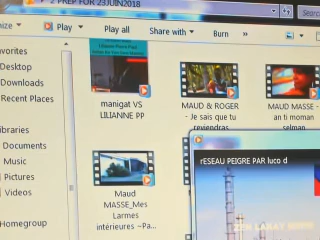 2 PREP FOR 23JUIN2018
Play Play all Share with Burn »
avorites
Desktop
Downloads
Recent Places
ibraries
Documents
Music
Pictures
Videos
Homegroup
manigat VS
LILIANNE PP
MAUD & ROGER
- Je sais que tu
reviendras
MAUD MASSE -
an ti moman
selman
Maud
MASSE_Mes
Larmes
intérieures ~Pa...
rESEAU PEIGRE PAR luco d